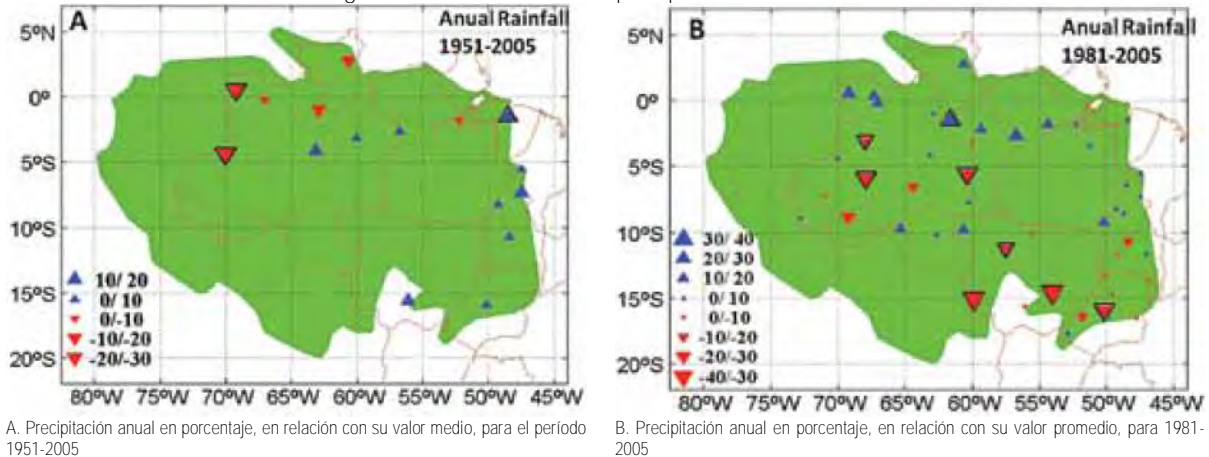 A
Anual Rainfall
1951-2005
5ºN
0º
5ºS
10ºS
15ºS
20ºS
10/ 20
0/ 10
0/-10
-10/-20
-20/-30
80ºW 75ºW 70ºW 65ºW 60ºW 55ºW 50ºW 45ºW
A. Precipitación anual en porcentaje, en relación con su valor medio, para el período
1951-2005
B
Anual Rainfall
1981-2005
5ºN
0º
5ºS
10ºS
15ºS
20ºS
30/ 40
20/ 30
10/ 20
0/ 10
0/-10
-10/-20
-20/-30
-40/-30
80ºW 75ºW 70ºW 65ºW 60ºW 55ºW 50ºW 45ºW
B. Precipitación anual en porcentaje, en relación con su valor promedio, para 1981-
2005